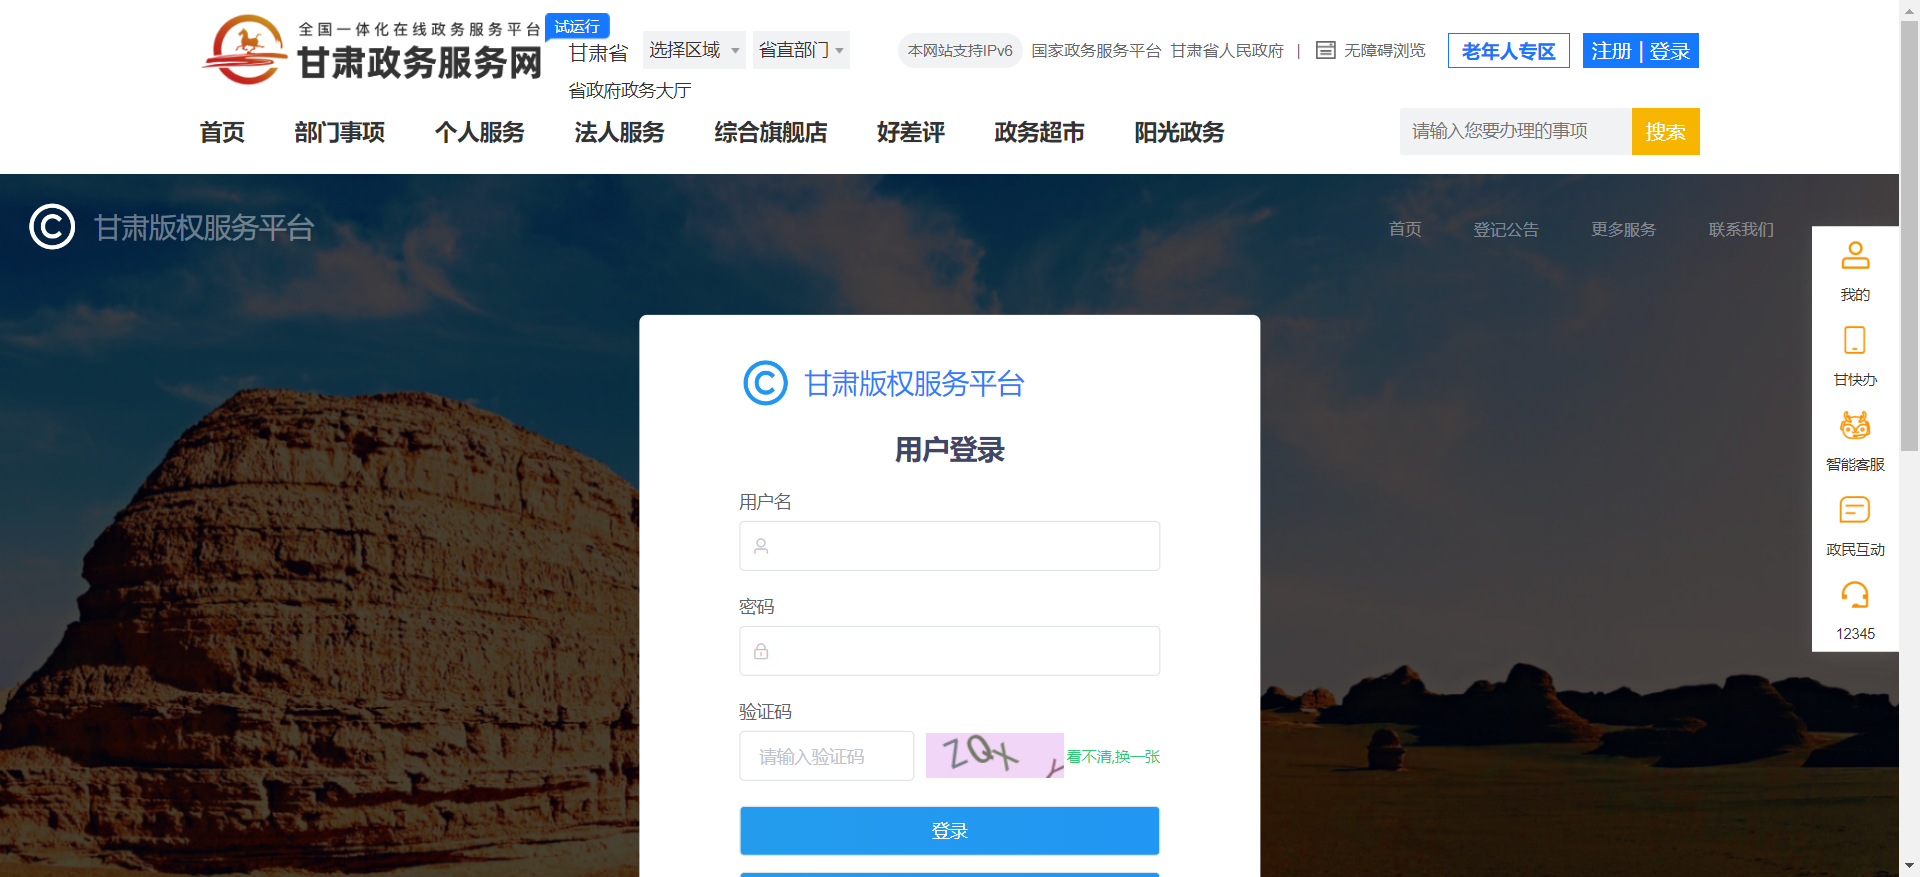 全国一体化在线政务服务平台
甘肃政务服务网
试运行
甘肃省
选择区域
省直部门
省政府政务大厅
本网站支持IPv6
国家政务服务平台
甘肃省人民政府
|
无障碍浏览
老年人专区
注册 | 登录
首页
部门事项
个人服务
法人服务
综合旗舰店
好差评
政务超市
阳光政务
请输入您要办理的事项
搜索
甘肃版权服务平台
首页
登记公告
更多服务
联系我们
我的
甘快办
智能客服
政民互动
12345
甘肃版权服务平台
用户登录
用户名
密码
验证码
请输入验证码
ZQX
看不清,换一张
登录